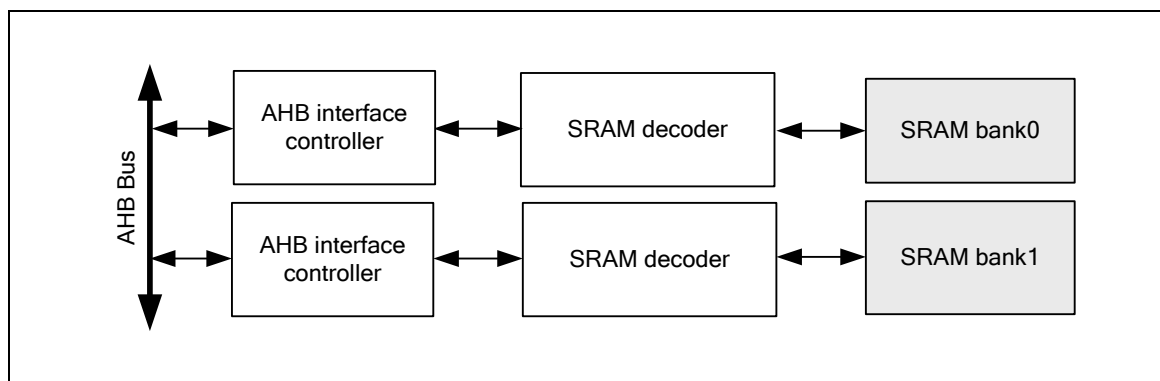 AHB Bus
AHB interface
controller
SRAM decoder
SRAM bank0
AHB interface
controller
SRAM decoder
SRAM bank1